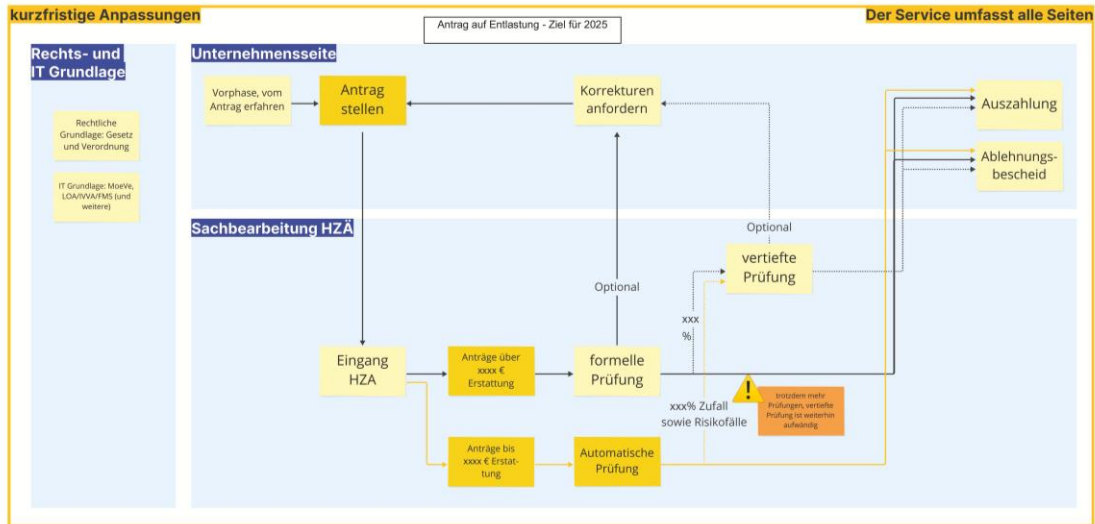 kurzfristige Anpassungen
Antrag auf Entlastung - Ziel für 2025
Der Service umfasst alle Seiten
Rechts- und
IT Grundlage
Rechtliche
Grundlage: Gesetz
und Verordnung
IT Grundlage: MoeVe,
LOA/IVVA/FMS (und
weitere)
Unternehmensseite
Vorphase, vom
Antrag erfahren
Antrag
stellen
Korrekturen
anfordern
Auszahlung
Ablehnungs-
bescheid
Sachbearbeitung HZÄ
Optional
vertiefte
Prüfung
Optional
xxx
%
Eingang
HZA
Anträge über
xxxx €
Erstattung
formelle
Prüfung
xxx% Zufall
sowie Risikofälle
trotzdem mehr
Prüfungen, vertiefte
Prüfung ist weiterhin
aufwändig
Anträge bis
xxxx € Erstat-
tung
Automatische
Prüfung